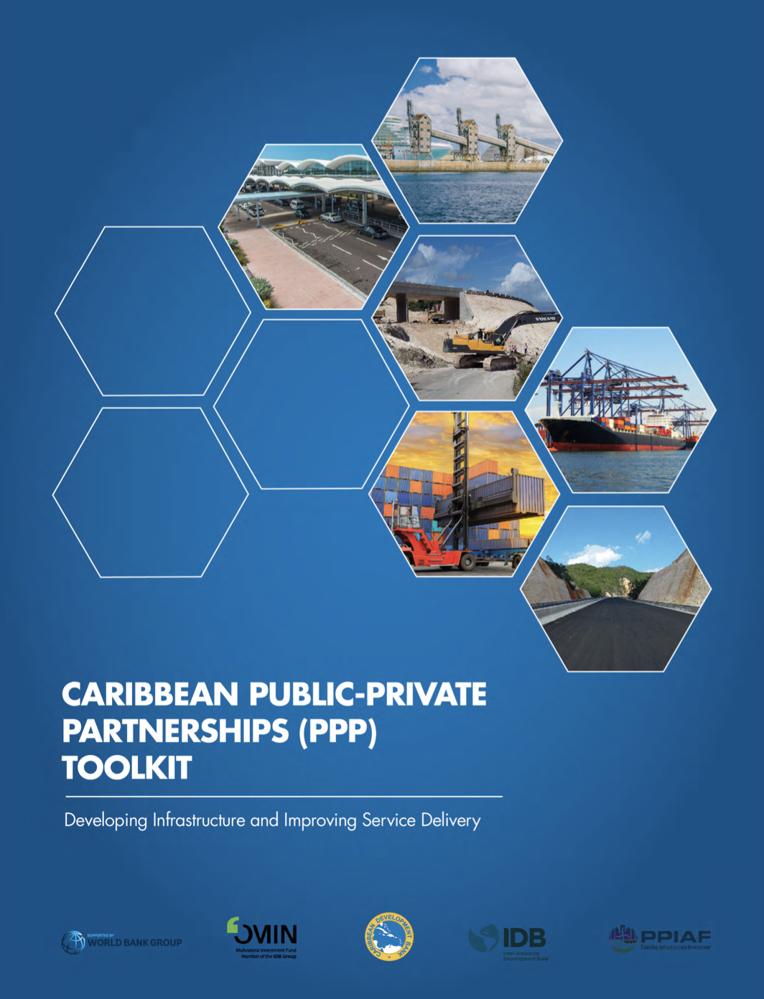 VOLVO
CARIBBEAN PUBLIC-PRIVATE
PARTNERSHIPS (PPP)
TOOLKIT
Developing Infrastructure and Improving Service Delivery
SUPPORTED BY
WORLD BANK GROUP
OMIN
Multilateral Investment Fund
Member of the IDB Group
CARIBBEAN DEVELOPMENT BANK
IDB
Inter-American
Development Bank
PPIAF
Enabling Infrastructure Investment